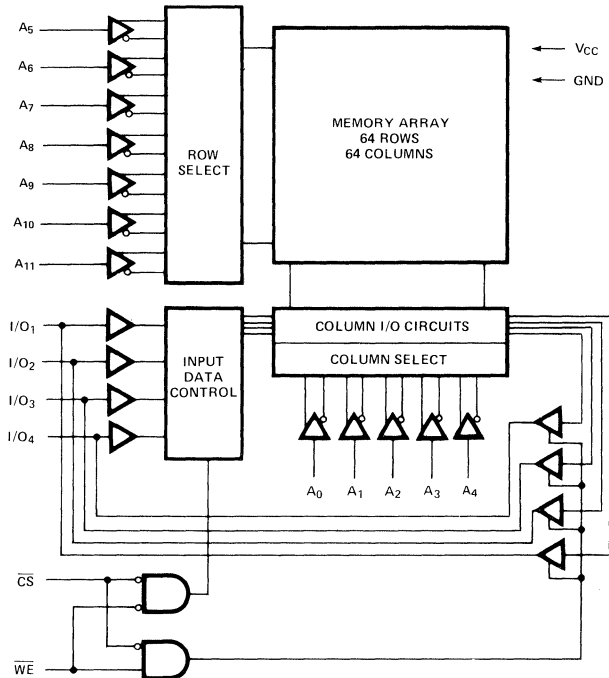 A5
A6
A7
A8
A9
A10
A11
ROW
SELECT
MEMORY ARRAY
64 ROWS
64 COLUMNS
VCC
GND
I/O1
I/O2
I/O3
I/O4
INPUT
DATA
CONTROL
COLUMN I/O CIRCUITS
COLUMN SELECT
A0
A1
A2
A3
A4
CS
WE